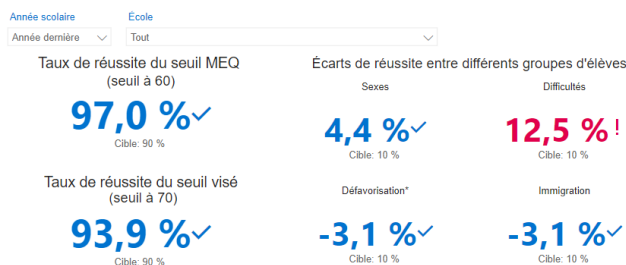 Année scolaire
École
Année dernière
Tout
Taux de réussite du seuil MEQ
(seuil à 60)
97,0 %
Cible: 90 %
Écarts de réussite entre différents groupes d'élèves
Sexes
Difficultés
4,4 %
12,5 % !
Cible: 10 %
Cible: 10 %
Taux de réussite du seuil visé
(seuil à 70)
93,9 %
Cible: 90 %
Défavorisation*
Immigration
-3,1 %
-3,1 %
Cible: 10 %
Cible: 10 %